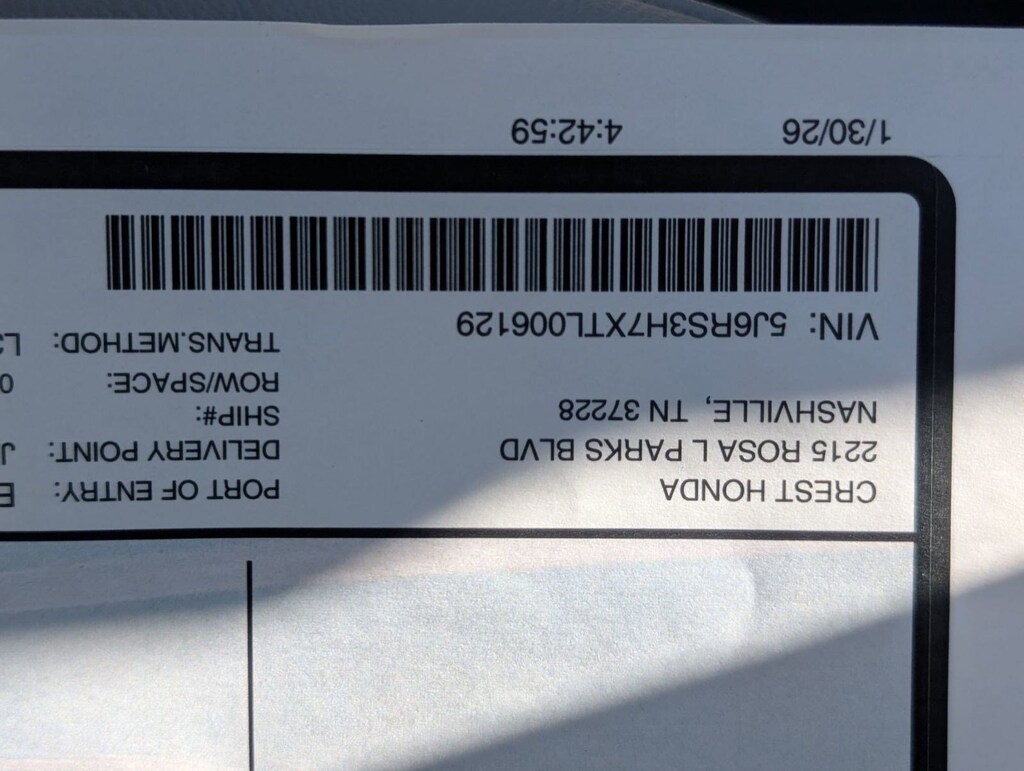 CREST HONDA
2215 ROSA L PARKS BLVD
NASHVILLE, TN 37228
VIN: 5J6RS3H7XTL006129
PORT OF ENTRY:
DELIVERY POINT:
SHIP#:
ROW/SPACE:
TRANS.METHOD:
1/30/26 4:42:59